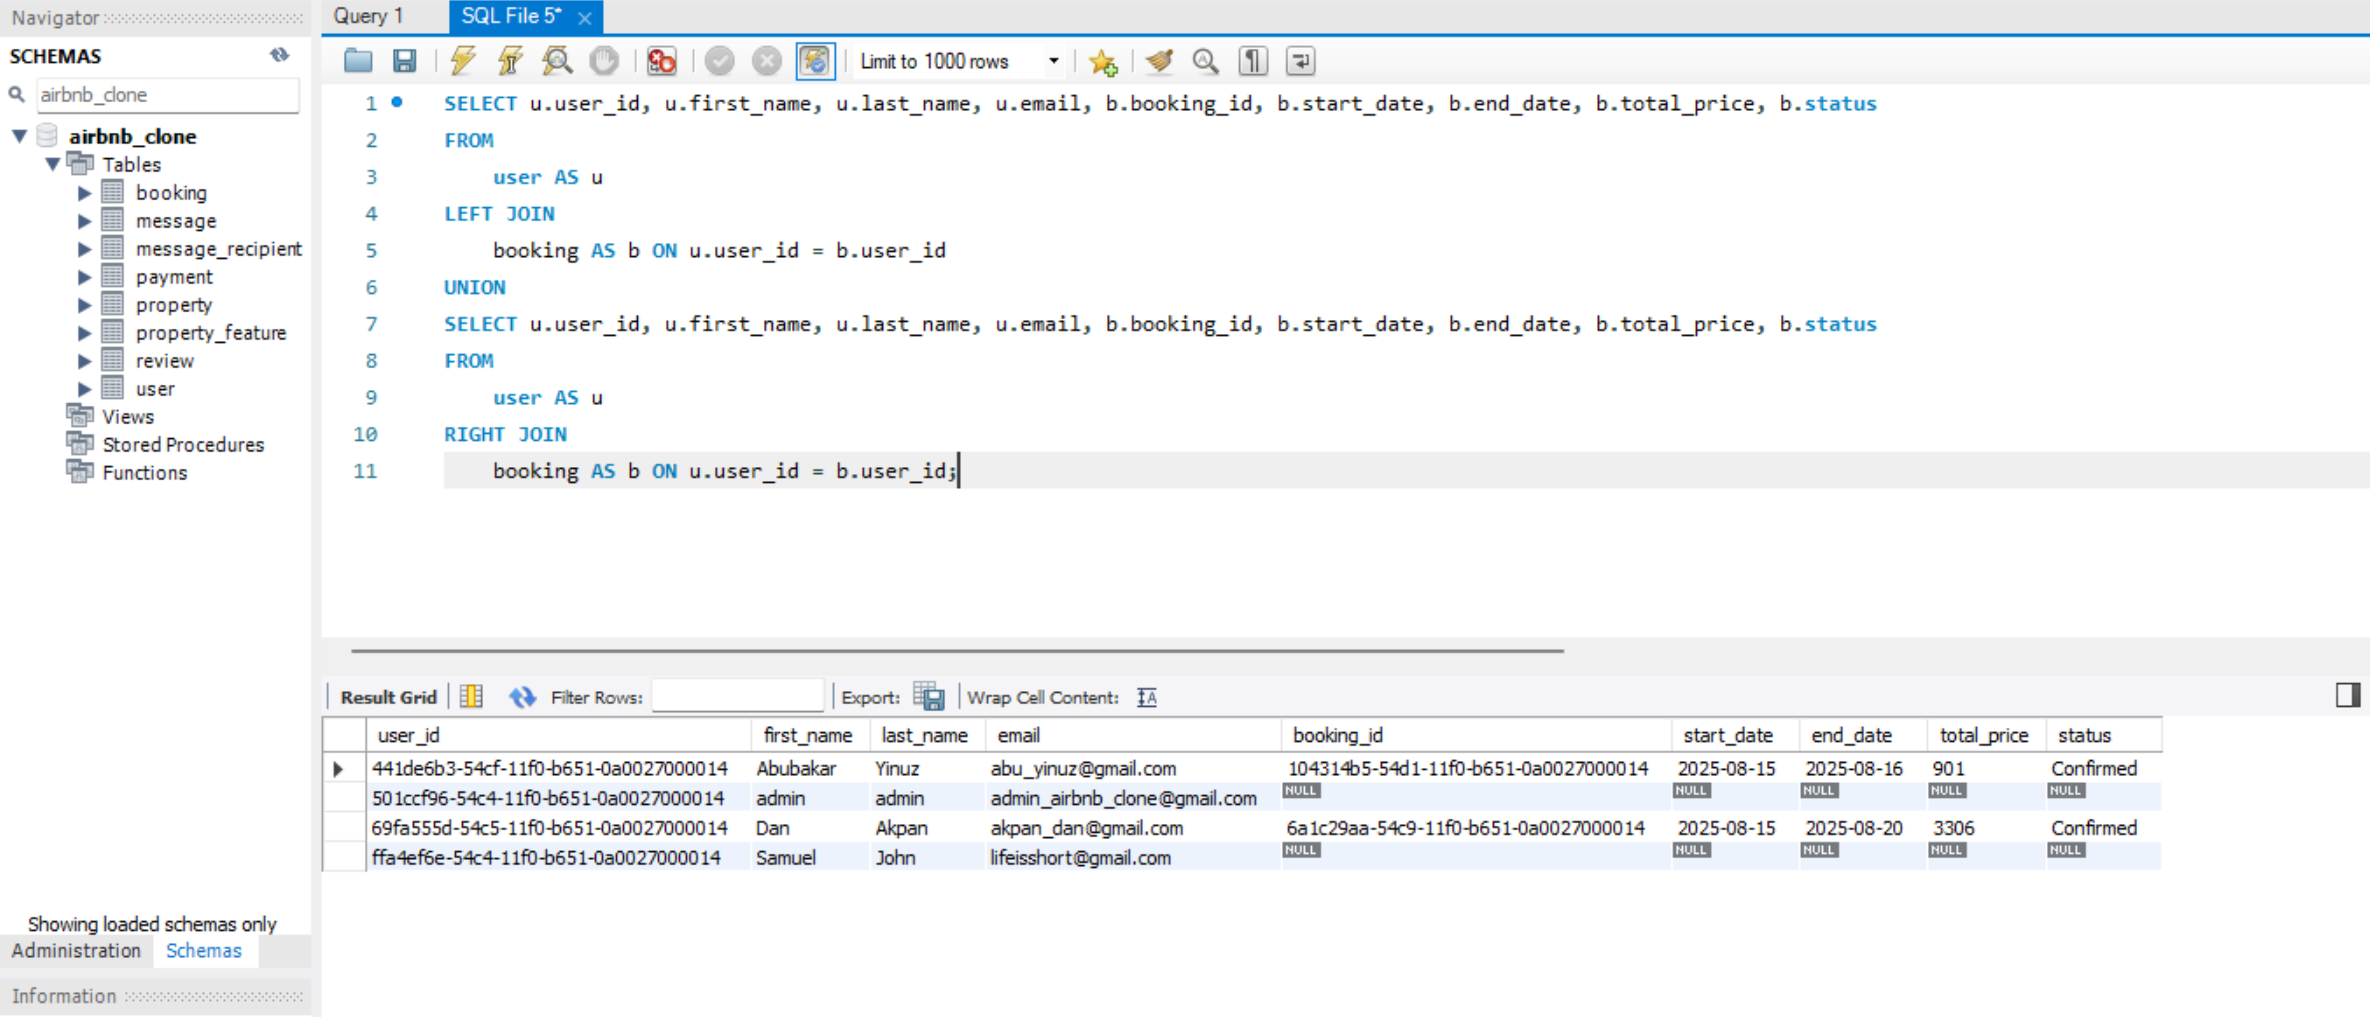 Navigator
SCHEMAS
airbnb_clone
airbnb_clone
Tables
booking
message
message_recipient
payment
property
property_feature
review
user
Views
Stored Procedures
Functions
Showing loaded schemas only
Administration Schemas
Information
Query 1 SQL File 5* ×
Limit to 1000 rows
1 SELECT u.user_id, u.first_name, u.last_name, u.email, b.booking_id, b.start_date, b.end_date, b.total_price, b.status
2 FROM
3 user AS u
4 LEFT JOIN
5 booking AS b ON u.user_id = b.user_id
6 UNION
7 SELECT u.user_id, u.first_name, u.last_name, u.email, b.booking_id, b.start_date, b.end_date, b.total_price, b.status
8 FROM
9 user AS u
10 RIGHT JOIN
11 booking AS b ON u.user_id = b.user_id;
Result Grid Filter Rows: Export: Wrap Cell Content:
user_id first_name last_name email booking_id start_date end_date total_price status
441de6b3-54cf-11f0-b651-0a0027000014 Abubakar Yinuz abu_yinuz@gmail.com 104314b5-54d1-11f0-b651-0a0027000014 2025-08-15 2025-08-16 901 Confirmed
501ccf96-54c4-11f0-b651-0a0027000014 admin admin admin_airbnb_clone@gmail.com NULL NULL NULL NULL NULL
69fa555d-54c5-11f0-b651-0a0027000014 Dan Akpan akpan_dan@gmail.com 6a1c29aa-54c9-11f0-b651-0a0027000014 2025-08-15 2025-08-20 3306 Confirmed
ffa4ef6e-54c4-11f0-b651-0a0027000014 Samuel John lifeisshort@gmail.com NULL NULL NULL NULL NULL